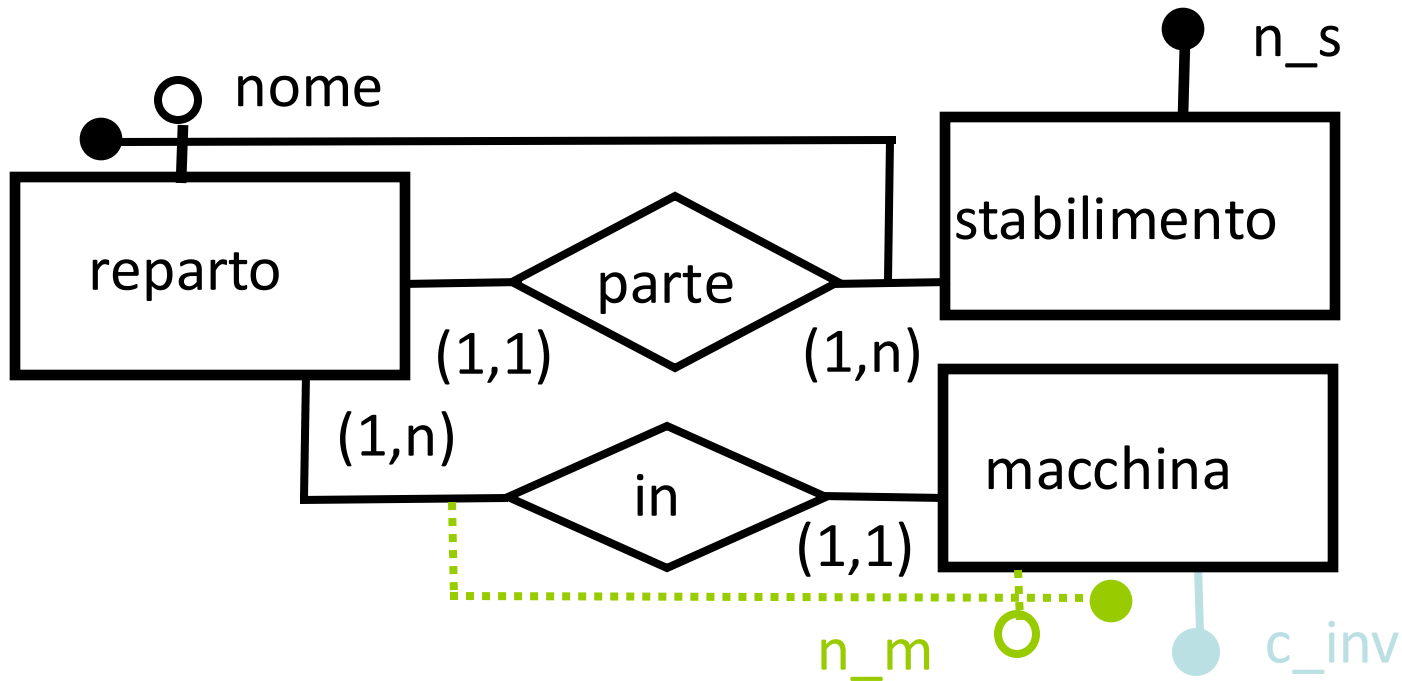 n_s
nome
stabilimento
reparto
parte
(1,1)
(1,n)
(1,n)
macchina
in
(1,1)
n_m
c_inv